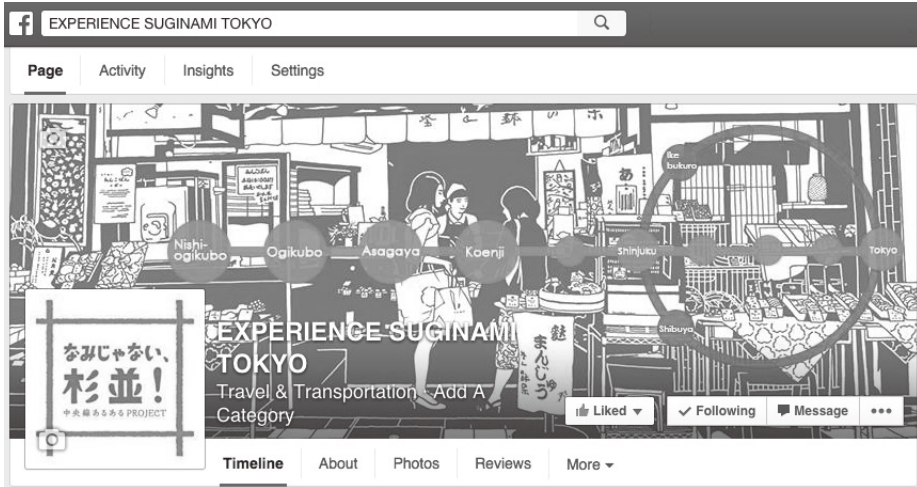 f EXPERIENCE SUGINAMI TOKYO
Page Activity Insights Settings
Ike
bukuro
あ
Nishi-
ogikubo
Ogikubo
Asagaya
Koenji
Shinjuku
Tokyo
Shibuya
なみじゃない、
杉並!
中央線あるあるPROJECT
EXPERIENCE SUGINAMI
TOKYO
Travel & Transportation · Add A
Category
まんじゅう
Liked
Following
Message
Timeline About Photos Reviews More